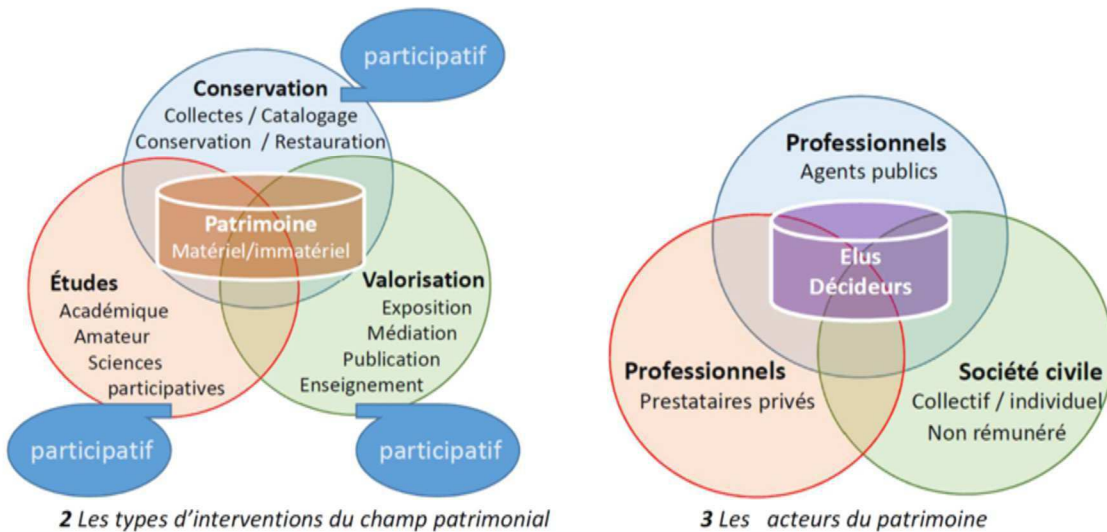 participatif
Conservation
Collectes / Catalogage
Conservation / Restauration
Patrimoine
Matériel/immatériel
Études
Académique
Amateur
Sciences
participatives
Valorisation
Exposition
Médiation
Publication
Enseignement
participatif
participatif
2 Les types d’interventions du champ patrimonial
Professionnels
Agents publics
Elus
Décideurs
Professionnels
Prestataires privés
Société civile
Collectif / individuel
Non rémunéré
3 Les acteurs du patrimoine